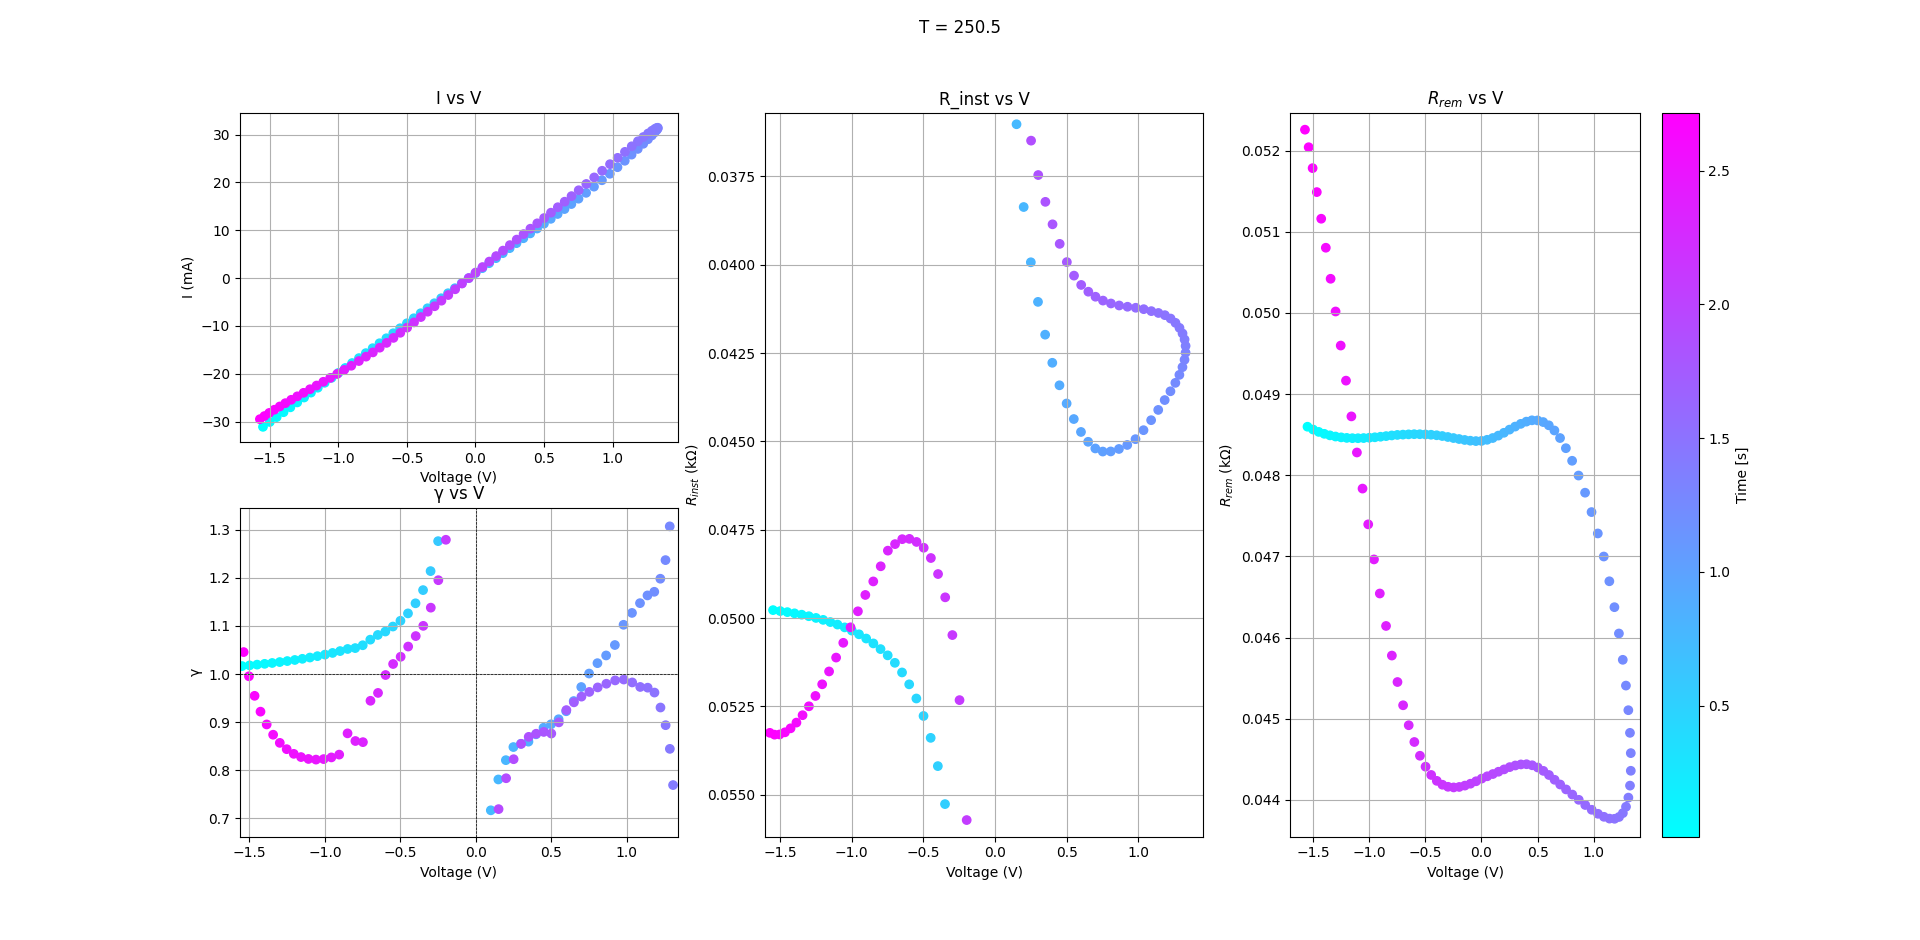 T = 250.5
I vs V
I (mA)
30
20
10
0
−10
−20
−30
−1.5 −1.0 −0.5 0.0 0.5 1.0
Voltage (V)
γ vs V
γ
1.3
1.2
1.1
1.0
0.9
0.8
0.7
−1.5 −1.0 −0.5 0.0 0.5 1.0
Voltage (V)
R_inst vs V
R_inst (kΩ)
0.0375
0.0400
0.0425
0.0450
0.0475
0.0500
0.0525
0.0550
−1.5 −1.0 −0.5 0.0 0.5 1.0
Voltage (V)
R_rem vs V
R_rem (kΩ)
0.052
0.051
0.050
0.049
0.048
0.047
0.046
0.045
0.044
−1.5 −1.0 −0.5 0.0 0.5 1.0
Voltage (V)
2.5
2.0
1.5
1.0
0.5
Time [s]